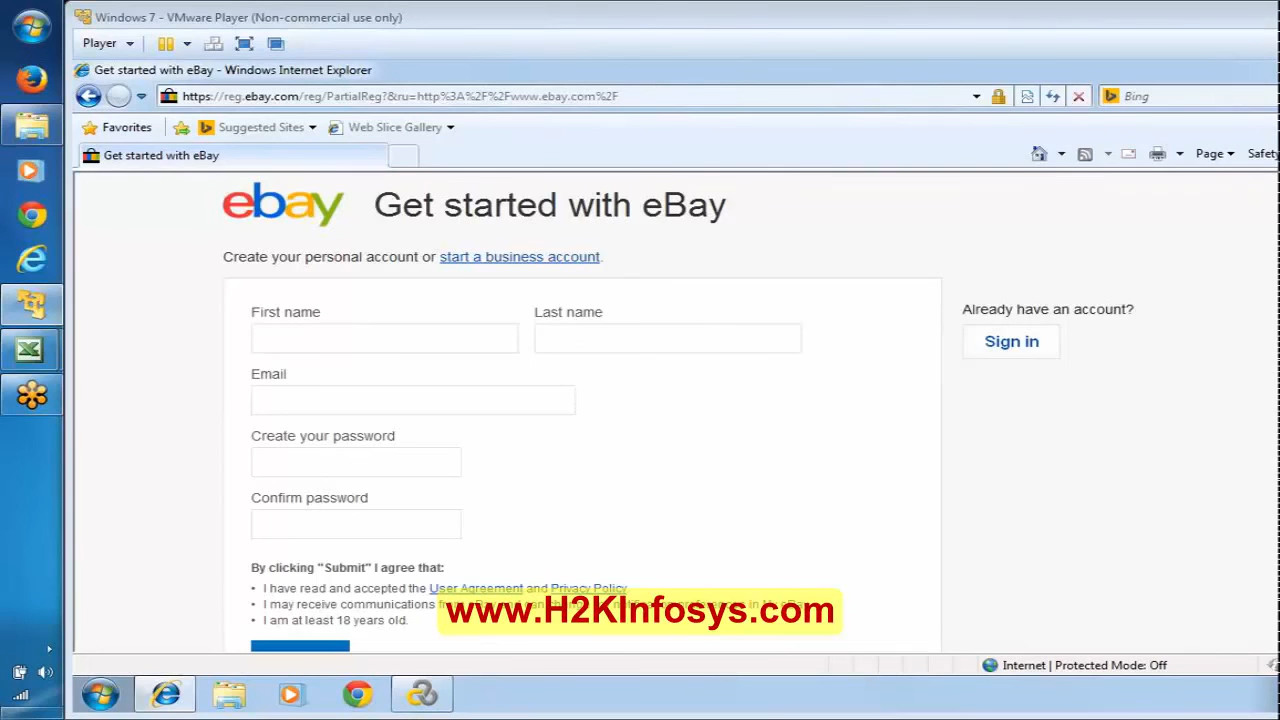 Windows 7 - VMware Player (Non-commercial use only)
Player
Get started with eBay - Windows Internet Explorer
https://reg.ebay.com/reg/PartialReg?&ru=http%3A%2F%2Fwww.ebay.com%2F
Bing
Favorites Suggested Sites Web Slice Gallery
Get started with eBay
Page Safety
ebay Get started with eBay
Create your personal account or start a business account.
First name Last name
Already have an account?
Sign in
Email
Create your password
Confirm password
By clicking "Submit" I agree that:
• I have read and accepted the User Agreement and Privacy Policy
• I may receive communications
• I am at least 18 years old.
www.H2KInfosys.com
Internet | Protected Mode: Off